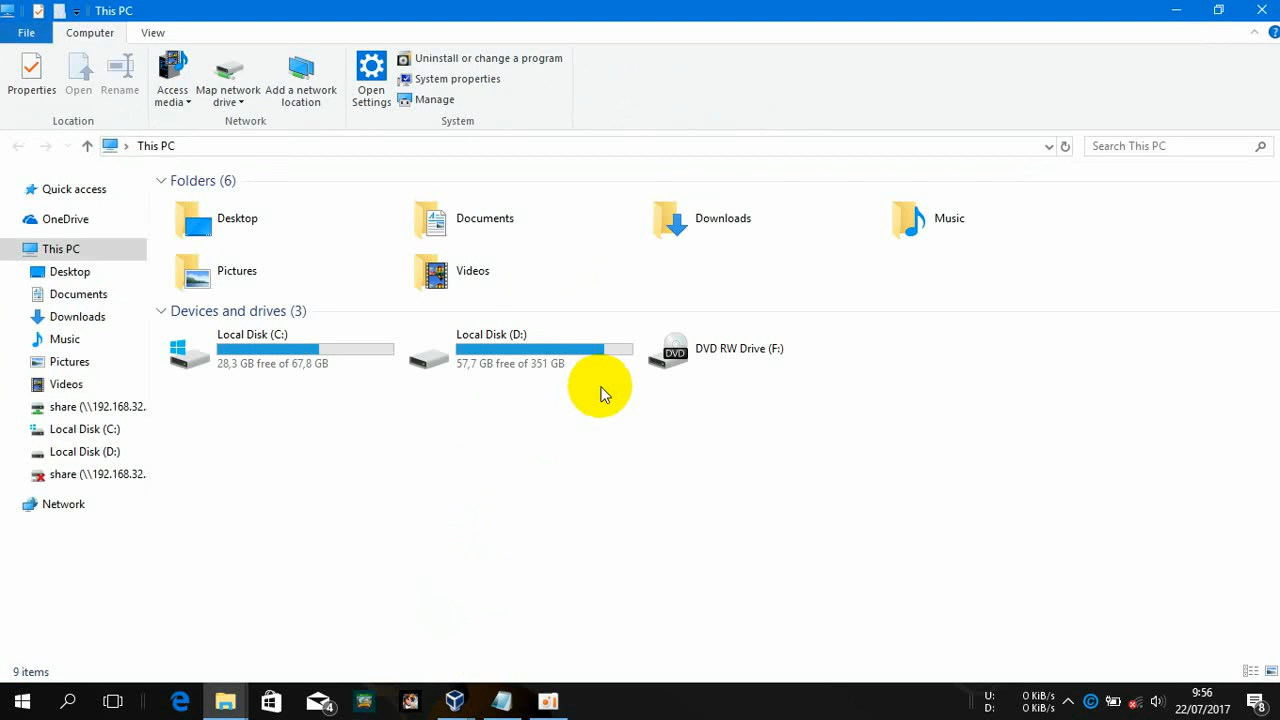 This PC
File Computer View
Properties Open Rename Access media Map network drive Add a network location Open Settings Uninstall or change a program System properties Manage
Location Network System
This PC
Search This PC
Quick access
OneDrive
This PC
Desktop
Documents
Downloads
Music
Pictures
Videos
share (\\192.168.32.
Local Disk (C:)
Local Disk (D:)
share (\\192.168.32.
Network
Folders (6)
Desktop Documents Downloads Music
Pictures Videos
Devices and drives (3)
Local Disk (C:)
28,3 GB free of 67,8 GB
Local Disk (D:)
57,7 GB free of 351 GB
DVD
DVD RW Drive (F:)
9 items
4
U: 0 KiB/s
D: 0 KiB/s
9:56
22/07/2017
8